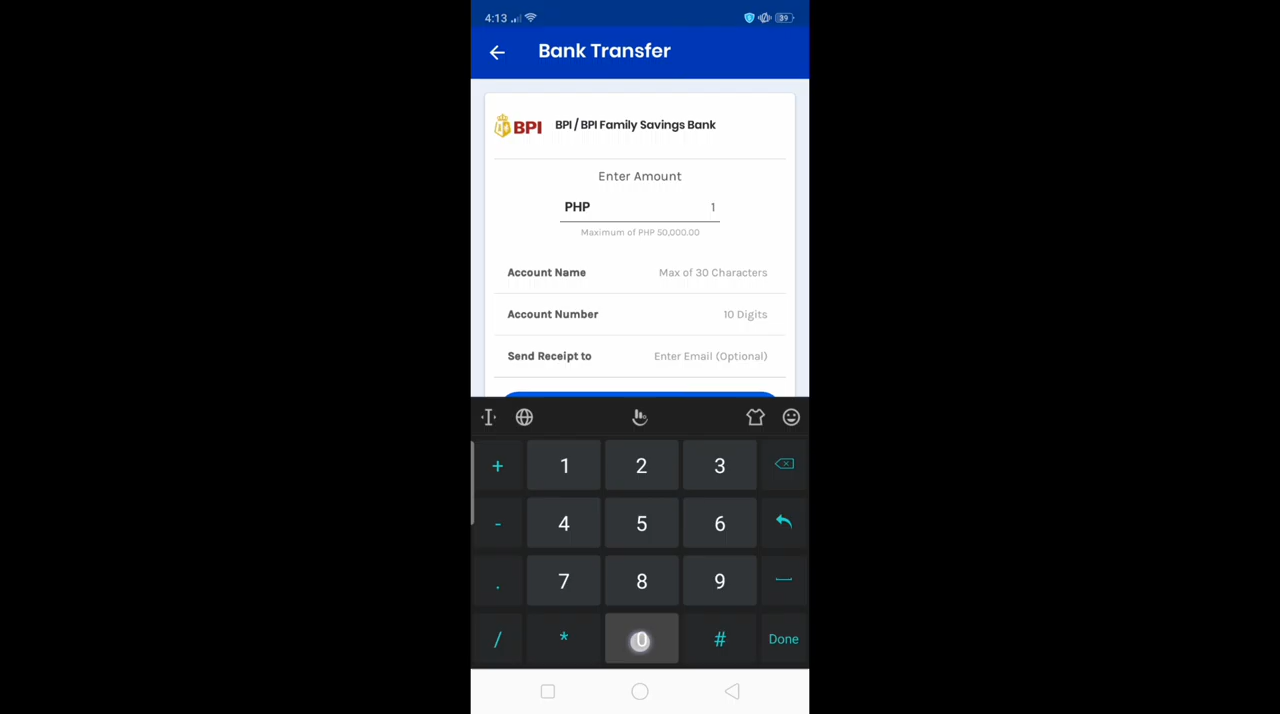 4:13
39
Bank Transfer
BPI
BPI / BPI Family Savings Bank
Enter Amount
PHP 1
Maximum of PHP 50,000.00
Account Name Max of 30 Characters
Account Number 10 Digits
Send Receipt to Enter Email (Optional)
+ 1 2 3
- 4 5 6
. 7 8 9
/ * 0 # Done